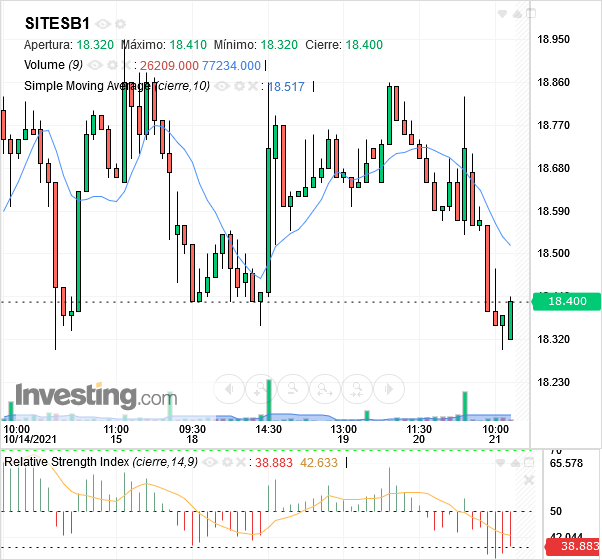 SITESB1
Apertura: 18.320 Máximo: 18.410 Mínimo: 18.320 Cierre: 18.400
Volume (9) : 26209.000 77234.000
Simple Moving Average (cierre,10) : 18.517
18.950
18.860
18.770
18.680
18.590
18.500
18.400
18.320
18.230
Investing.com
10:00 11:00 09:30 14:30 13:00 11:30 10:00
10/14/2021 15 18 19 20 21
70
Relative Strength Index (cierre,14,9) : 38.883 42.633
65.578
50
42.044
38.883